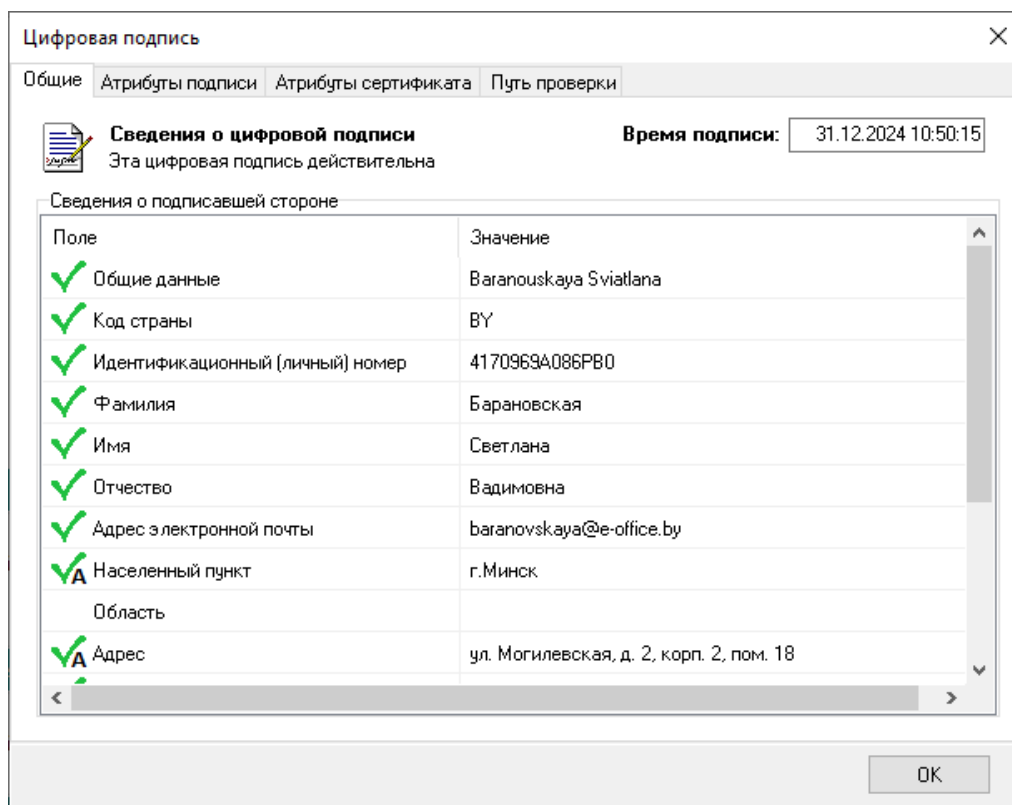 Цифровая подпись
Общие Атрибуты подписи Атрибуты сертификата Путь проверки
Сведения о цифровой подписи Время подписи: 31.12.2024 10:50:15
Эта цифровая подпись действительна
Сведения о подписавшей стороне
Поле Значение
Общие данные Baranouskaya Sviatlana
Код страны BY
Идентификационный (личный) номер 4170969A086PB0
Фамилия Барановская
Имя Светлана
Отчество Вадимовна
Адрес электронной почты baranovskaya@e-office.by
A Населенный пункт г.Минск
Область
A Адрес ул. Могилевская, д. 2, корп. 2, пом. 18
OK